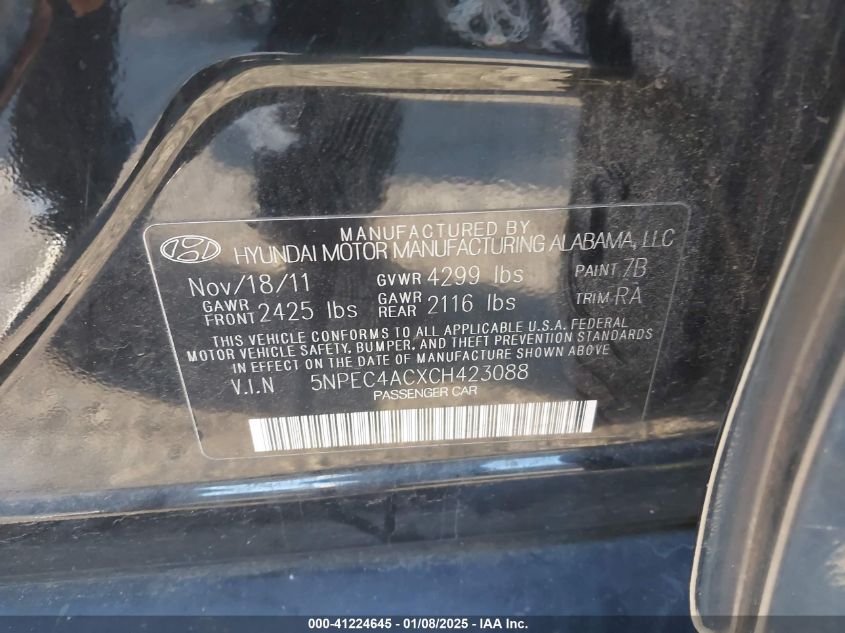 MANUFACTURED BY
HYUNDAI MOTOR MANUFACTURING ALABAMA, LLC
Nov/18/11 GVWR 4299 lbs PAINT 7B
GAWR FRONT 2425 lbs GAWR REAR 2116 lbs TRIM RA
THIS VEHICLE CONFORMS TO ALL APPLICABLE U.S.A. FEDERAL
MOTOR VEHICLE SAFETY, BUMPER, AND THEFT PREVENTION STANDARDS
IN EFFECT ON THE DATE OF MANUFACTURE SHOWN ABOVE
V.I.N 5NPEC4ACXCH423088
PASSENGER CAR
000-41224645 - 01/08/2025 - IAA Inc.